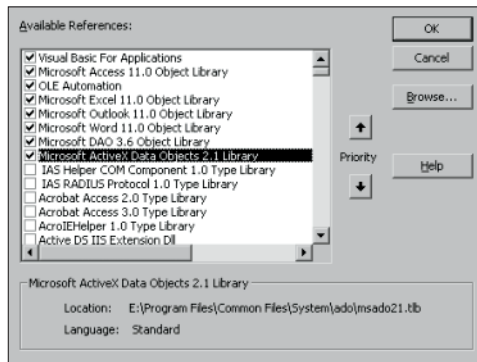 Available References:
OK
Cancel
Browse...
Priority
Help
Visual Basic For Applications
Microsoft Access 11.0 Object Library
OLE Automation
Microsoft Excel 11.0 Object Library
Microsoft Outlook 11.0 Object Library
Microsoft Word 11.0 Object Library
Microsoft DAO 3.6 Object Library
Microsoft ActiveX Data Objects 2.1 Library
IAS Helper COM Component 1.0 Type Library
IAS RADIUS Protocol 1.0 Type Library
Acrobat Access 2.0 Type Library
Acrobat Access 3.0 Type Library
AcroIEHelper 1.0 Type Library
Active DS IIS Extension Dll
Microsoft ActiveX Data Objects 2.1 Library
Location: E:\Program Files\Common Files\System\ado\msado21.tlb
Language: Standard